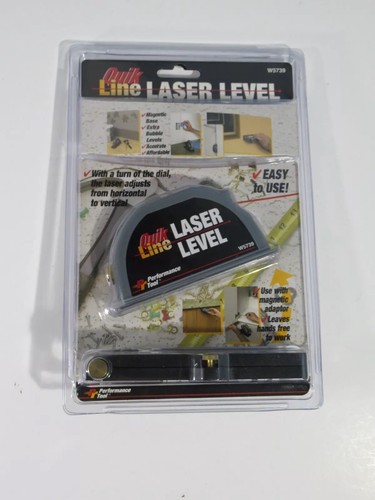 W5739
Quik
Line LASER LEVEL
Magnetic
Base
Extra
Bubble
Levels
Accurate
Affordable
With a turn of the dial,
the laser adjusts
from horizontal
to vertical.
EASY
to USE!
Quik
Line
LASER
LEVEL
W5739
Performance
Tool
Use with
magnetic
adaptor
Leaves
hands free
to work
Performance
Tool